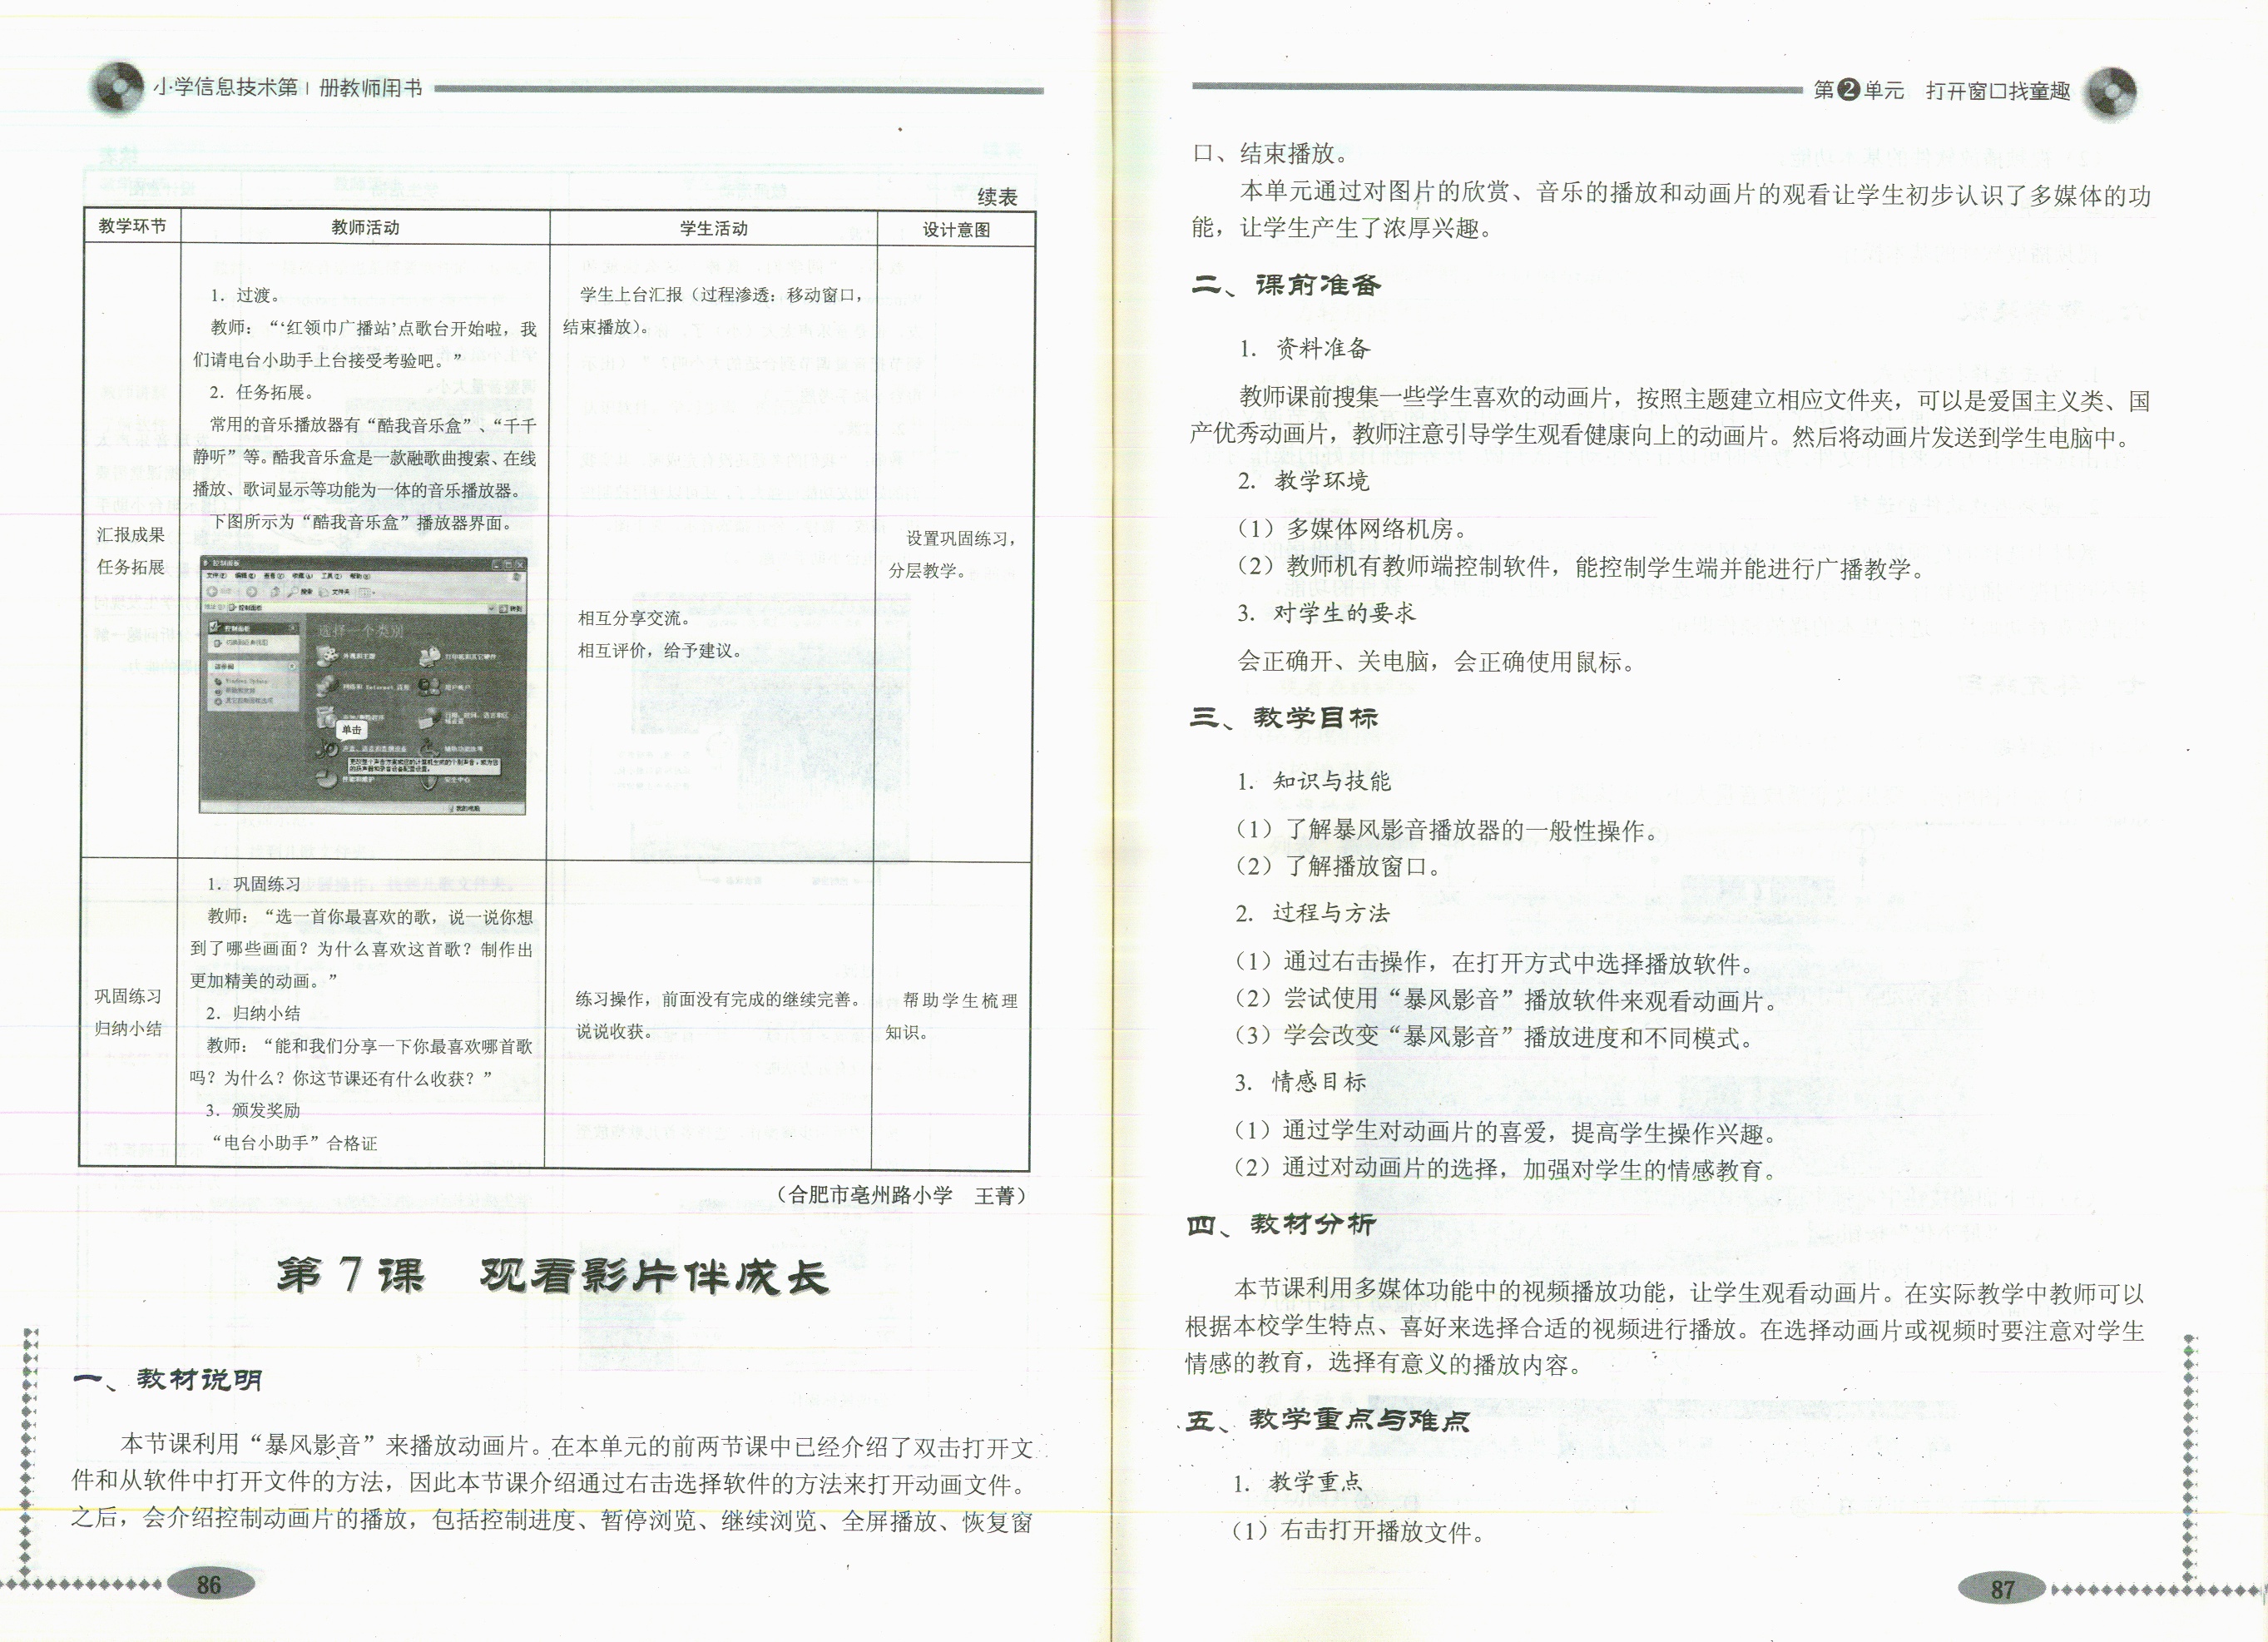 小学信息技术第1册教师用书
续表
教学环节
教师活动
学生活动
设计意图
汇报成果
任务拓展
1．过渡。
教师：“‘红领巾广播站’点歌台开始啦，我
们请电台小助手上台接受考验吧。”
2．任务拓展。
常用的音乐播放器有“酷我音乐盒”、“千千
静听”等。酷我音乐盒是一款融歌曲搜索、在线
播放、歌词显示等功能为一体的音乐播放器。
下图所示为“酷我音乐盒”播放器界面。
控制面板
搜索 文件夹
控制面板
转到
控制面板
选择一个类别
单击
安全中心
我的电脑
学生上台汇报（过程渗透：移动窗口，
结束播放）。
相互分享交流。
相互评价，给予建议。
设置巩固练习，
分层教学。
巩固练习
归纳小结
1．巩固练习
教师：“选一首你最喜欢的歌，说一说你想
到了哪些画面？为什么喜欢这首歌？制作出
更加精美的动画。”
2．归纳小结
教师：“能和我们分享一下你最喜欢哪首歌
吗？为什么？你这节课还有什么收获？”
3．颁发奖励
“电台小助手”合格证
练习操作，前面没有完成的继续完善。
说说收获。
帮助学生梳理
知识。
（合肥市亳州路小学　王菁）
第 7 课　观看影片伴成长
一、教材说明
本节课利用“暴风影音”来播放动画片。在本单元的前两节课中已经介绍了双击打开文
件和从软件中打开文件的方法，因此本节课介绍通过右击选择软件的方法来打开动画文件。
之后，会介绍控制动画片的播放，包括控制进度、暂停浏览、继续浏览、全屏播放、恢复窗
86
第2单元　打开窗口找童趣
口、结束播放。
本单元通过对图片的欣赏、音乐的播放和动画片的观看让学生初步认识了多媒体的功
能，让学生产生了浓厚兴趣。
二、课前准备
1. 资料准备
教师课前搜集一些学生喜欢的动画片，按照主题建立相应文件夹，可以是爱国主义类、国
产优秀动画片，教师注意引导学生观看健康向上的动画片。然后将动画片发送到学生电脑中。
2. 教学环境
（1）多媒体网络机房。
（2）教师机有教师端控制软件，能控制学生端并能进行广播教学。
3. 对学生的要求
会正确开、关电脑，会正确使用鼠标。
三、教学目标
1. 知识与技能
（1）了解暴风影音播放器的一般性操作。
（2）了解播放窗口。
2. 过程与方法
（1）通过右击操作，在打开方式中选择播放软件。
（2）尝试使用“暴风影音”播放软件来观看动画片。
（3）学会改变“暴风影音”播放进度和不同模式。
3. 情感目标
（1）通过学生对动画片的喜爱，提高学生操作兴趣。
（2）通过对动画片的选择，加强对学生的情感教育。
四、教材分析
本节课利用多媒体功能中的视频播放功能，让学生观看动画片。在实际教学中教师可以
根据本校学生特点、喜好来选择合适的视频进行播放。在选择动画片或视频时要注意对学生
情感的教育，选择有意义的播放内容。
五、教学重点与难点
1. 教学重点
（1）右击打开播放文件。
87